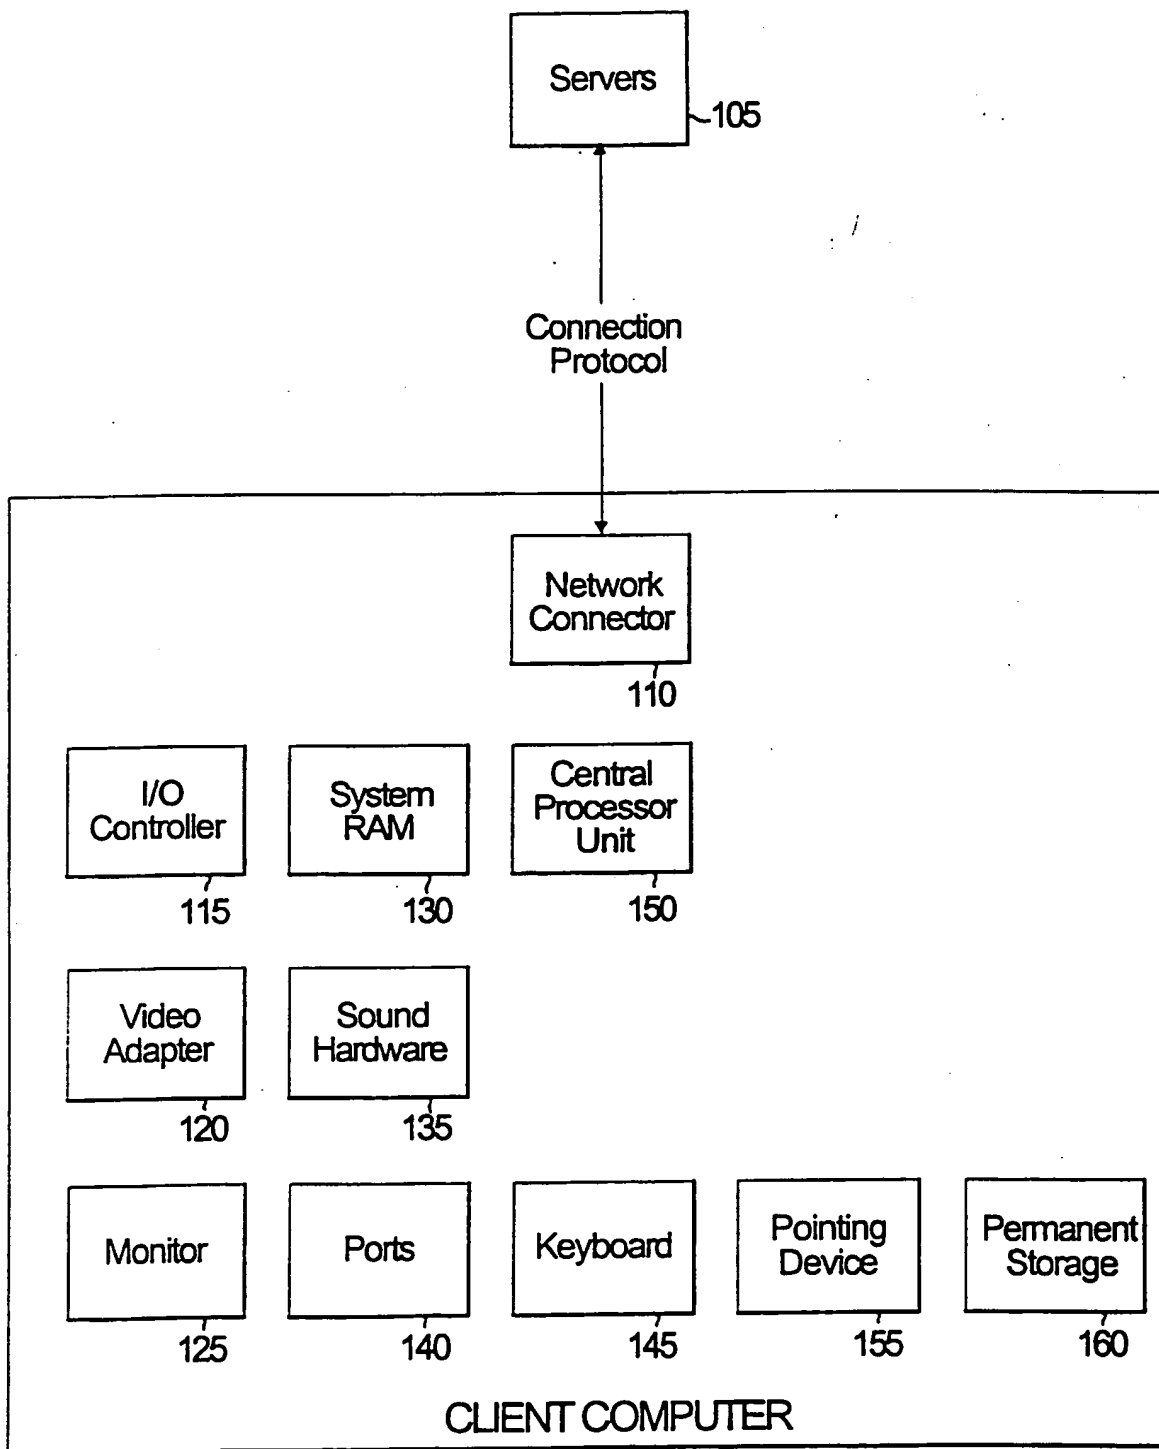 Servers
105
Connection
Protocol
Network
Connector
110
I/O
Controller
115
System
RAM
130
Central
Processor
Unit
150
Video
Adapter
120
Sound
Hardware
135
Monitor
125
Ports
140
Keyboard
145
Pointing
Device
155
Permanent
Storage
160
CLIENT COMPUTER